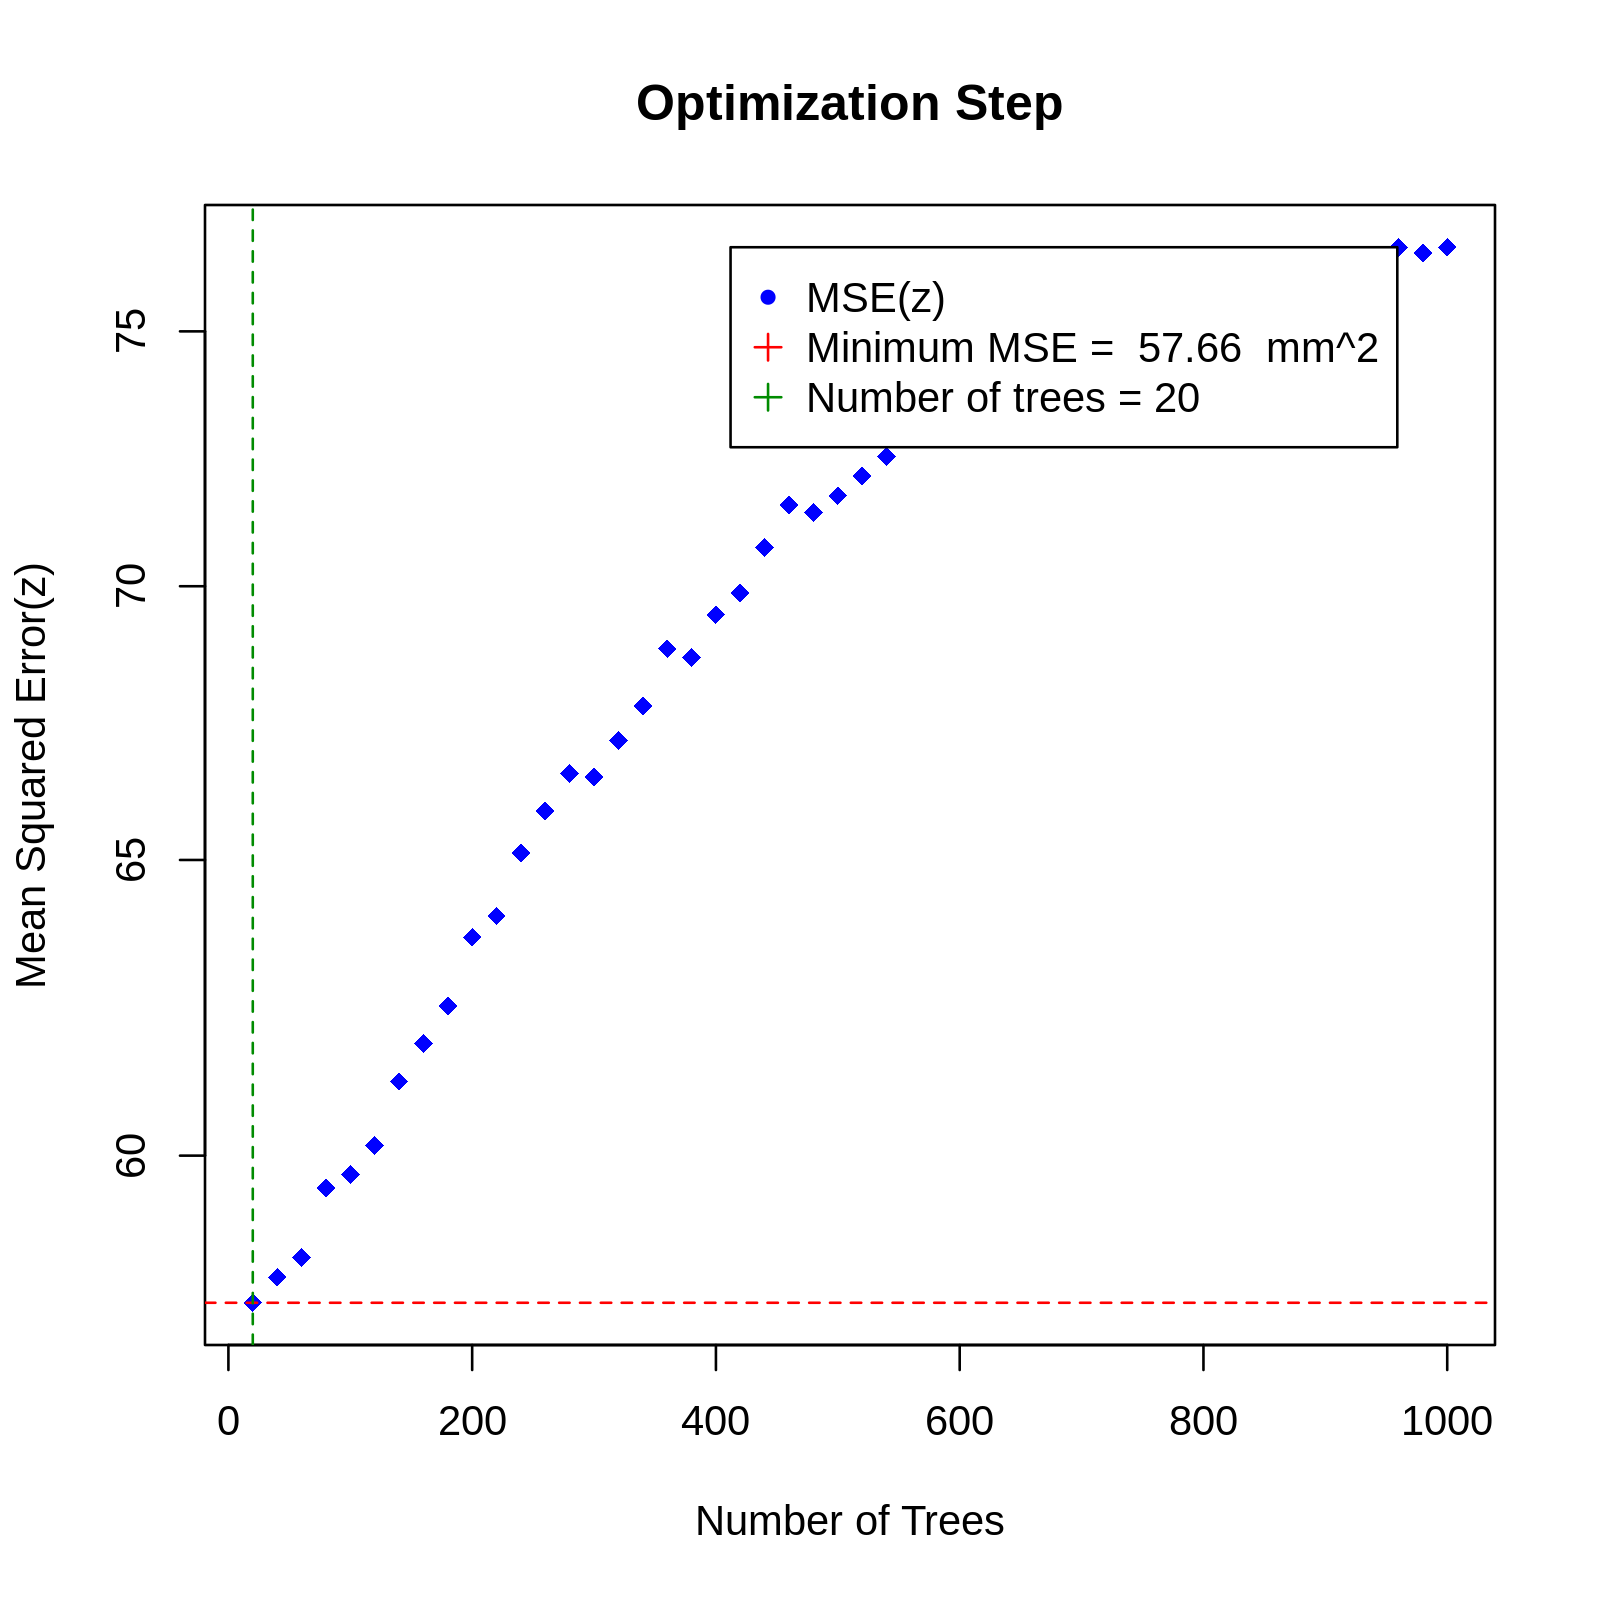 Optimization Step
MSE(z)
Minimum MSE =  57.66  mm^2
Number of trees = 20
Mean Squared Error(z)
75
70
65
60
0 200 400 600 800 1000
Number of Trees